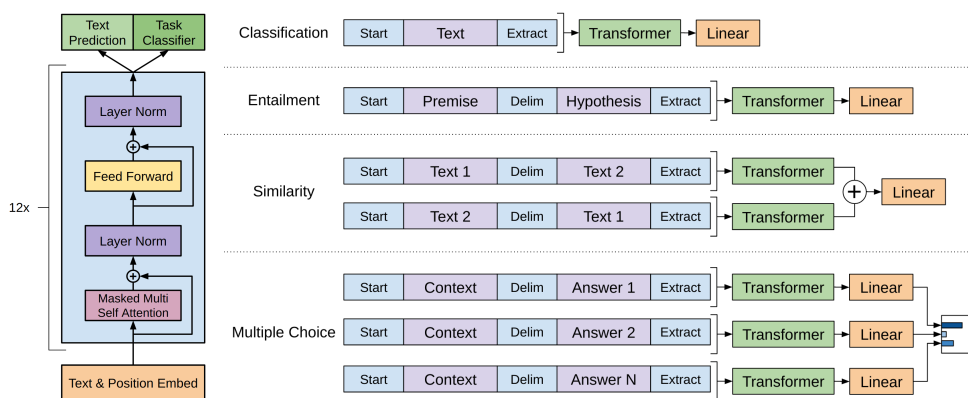 Text
Prediction
Task
Classifier
12x
Layer Norm
Feed Forward
Layer Norm
Masked Multi
Self Attention
Text & Position Embed
Classification
Start Text Extract Transformer Linear
Entailment
Start Premise Delim Hypothesis Extract Transformer Linear
Similarity
Start Text 1 Delim Text 2 Extract Transformer
Linear
Start Text 2 Delim Text 1 Extract Transformer
Multiple Choice
Start Context Delim Answer 1 Extract Transformer Linear
Start Context Delim Answer 2 Extract Transformer Linear
Start Context Delim Answer N Extract Transformer Linear